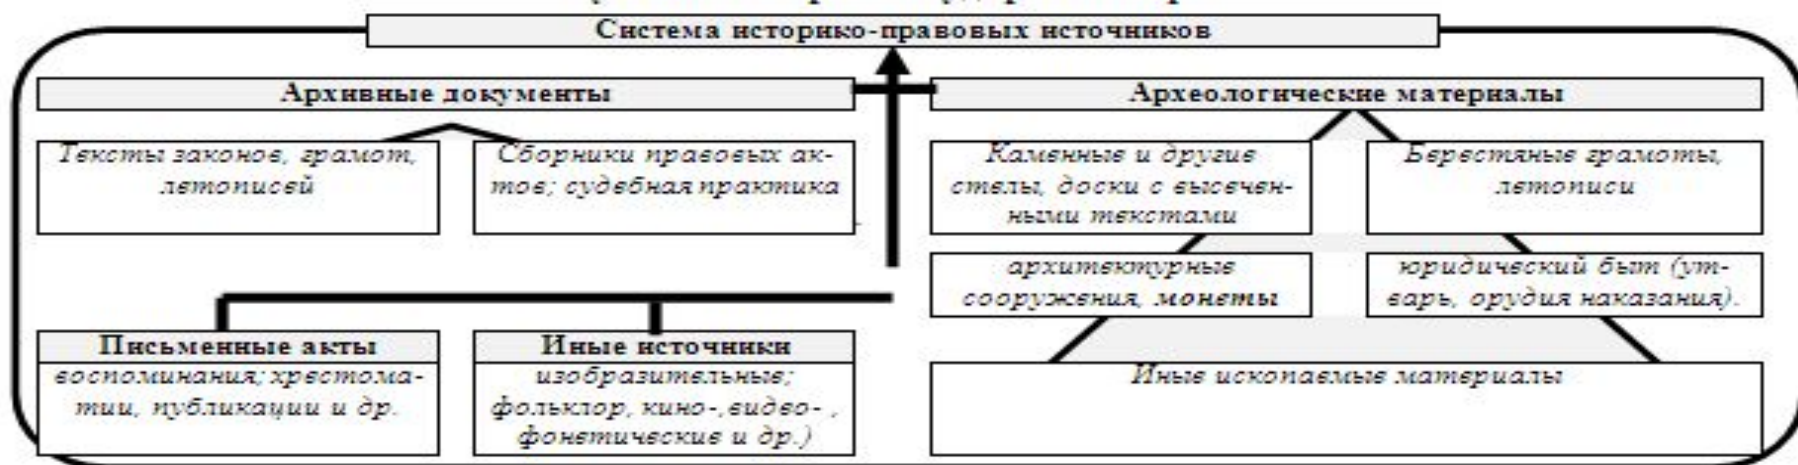 Система историко-правовых источников
Архивные документы
Тексты законов, грамот,
летописей
Сборники правовых ак-
тов; судебная практика
Археологические материалы
Каменные и другие
стелы, доски с высечен-
ными текстами
Берестяные грамоты,
летописи
архитектурные
сооружения, монеты
юридический быт (ут-
варь, орудия наказания).
Иные ископаемые материалы
Письменные акты
воспоминания; хрестома-
тии, публикации и др.
Иные источники
изобразительные;
фольклор, кино-,видео- ,
фонетические и др.)